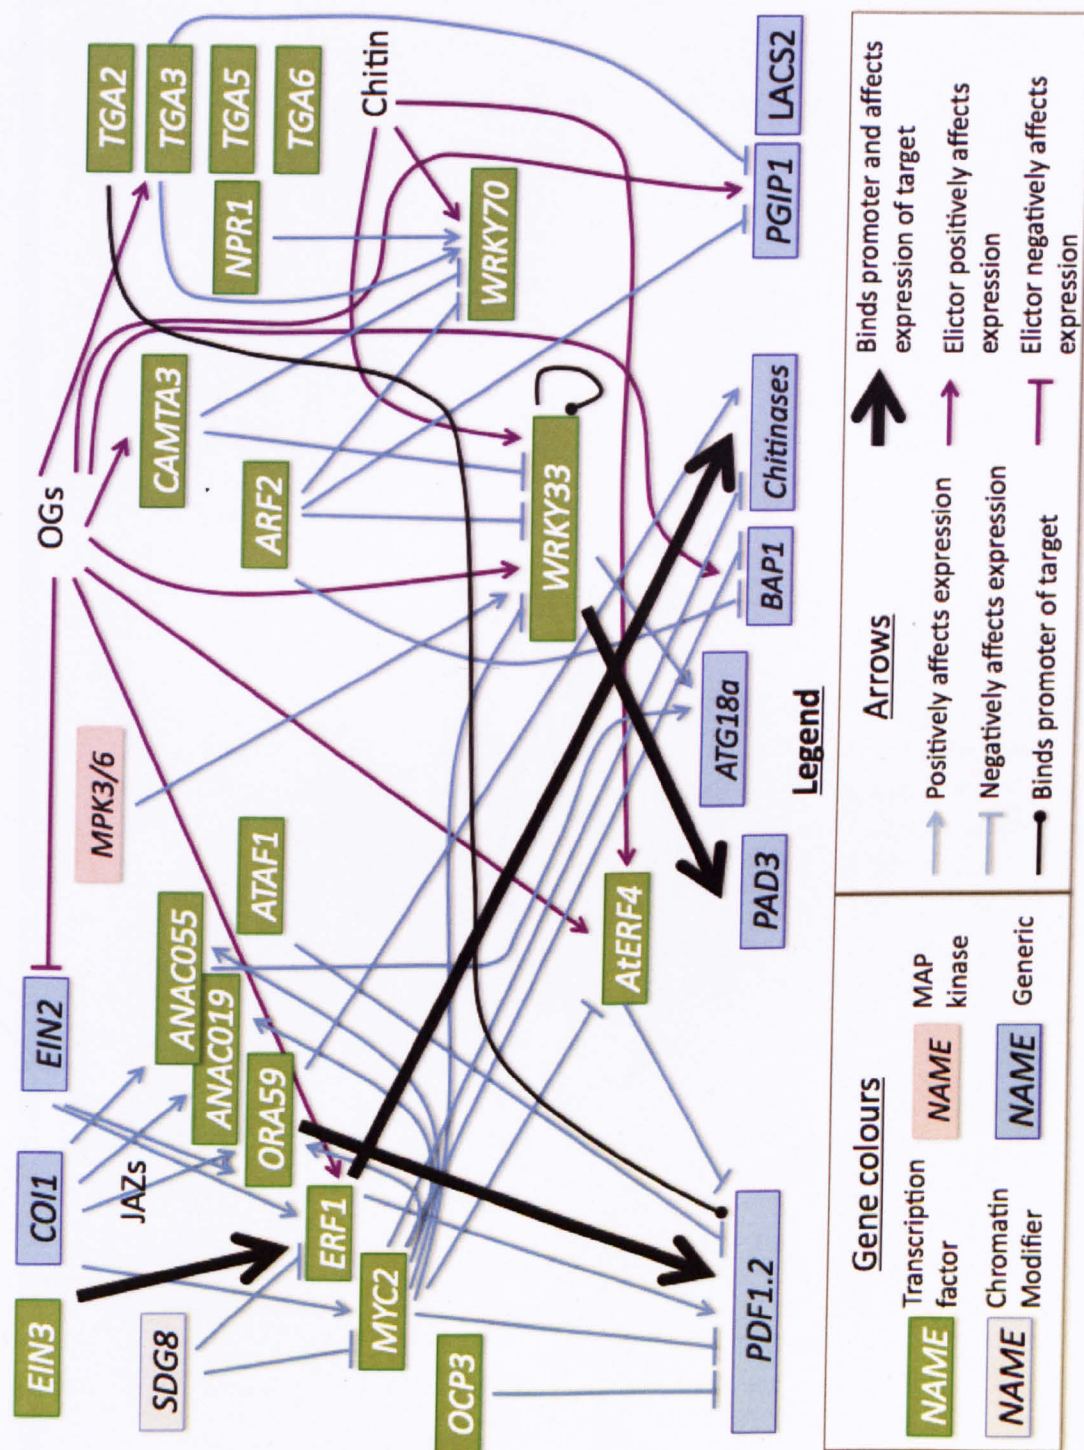 EIN3
COI1
EIN2
OGs
SDG8
JAZs
MPK3/6
ANAC055
ANAC019
ORA59
ERF1
MYC2
OCP3
ATAF1
CAMTA3
ARF2
NPR1
TGA2
TGA3
TGA5
TGA6
Chitin
WRKY70
WRKY33
AtERF4
PDF1.2
PAD3
ATG18a
BAP1
Chitinases
PGIP1
LACS2
Legend
Gene colours
NAME
Transcription
factor
NAME
MAP
kinase
NAME
Chromatin
Modifier
NAME
Generic
Arrows
Positively affects expression
Negatively affects expression
Binds promoter of target
Binds promoter and affects
expression of target
Elictor positively affects
expression
Elictor negatively affects
expression